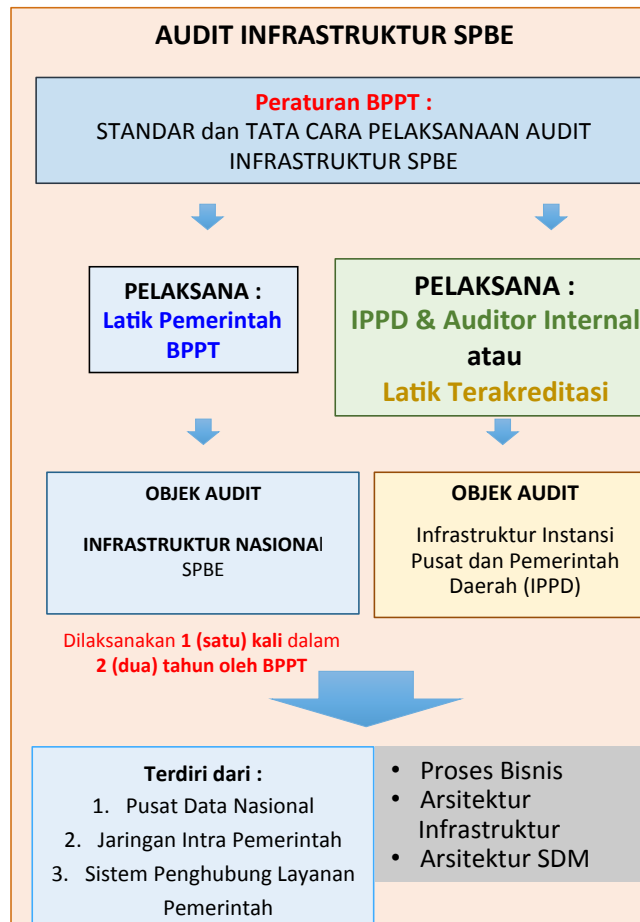 AUDIT INFRASTRUKTUR SPBE
Peraturan BPPT :
STANDAR dan TATA CARA PELAKSANAAN AUDIT
INFRASTRUKTUR SPBE
PELAKSANA :
Latik Pemerintah
BPPT
PELAKSANA :
IPPD & Auditor Internal
atau
Latik Terakreditasi
OBJEK AUDIT
INFRASTRUKTUR NASIONAL
SPBE
OBJEK AUDIT
Infrastruktur Instansi
Pusat dan Pemerintah
Daerah (IPPD)
Dilaksanakan 1 (satu) kali dalam
2 (dua) tahun oleh BPPT
Terdiri dari :
1. Pusat Data Nasional
2. Jaringan Intra Pemerintah
3. Sistem Penghubung Layanan
Pemerintah
• Proses Bisnis
• Arsitektur
Infrastruktur
• Arsitektur SDM